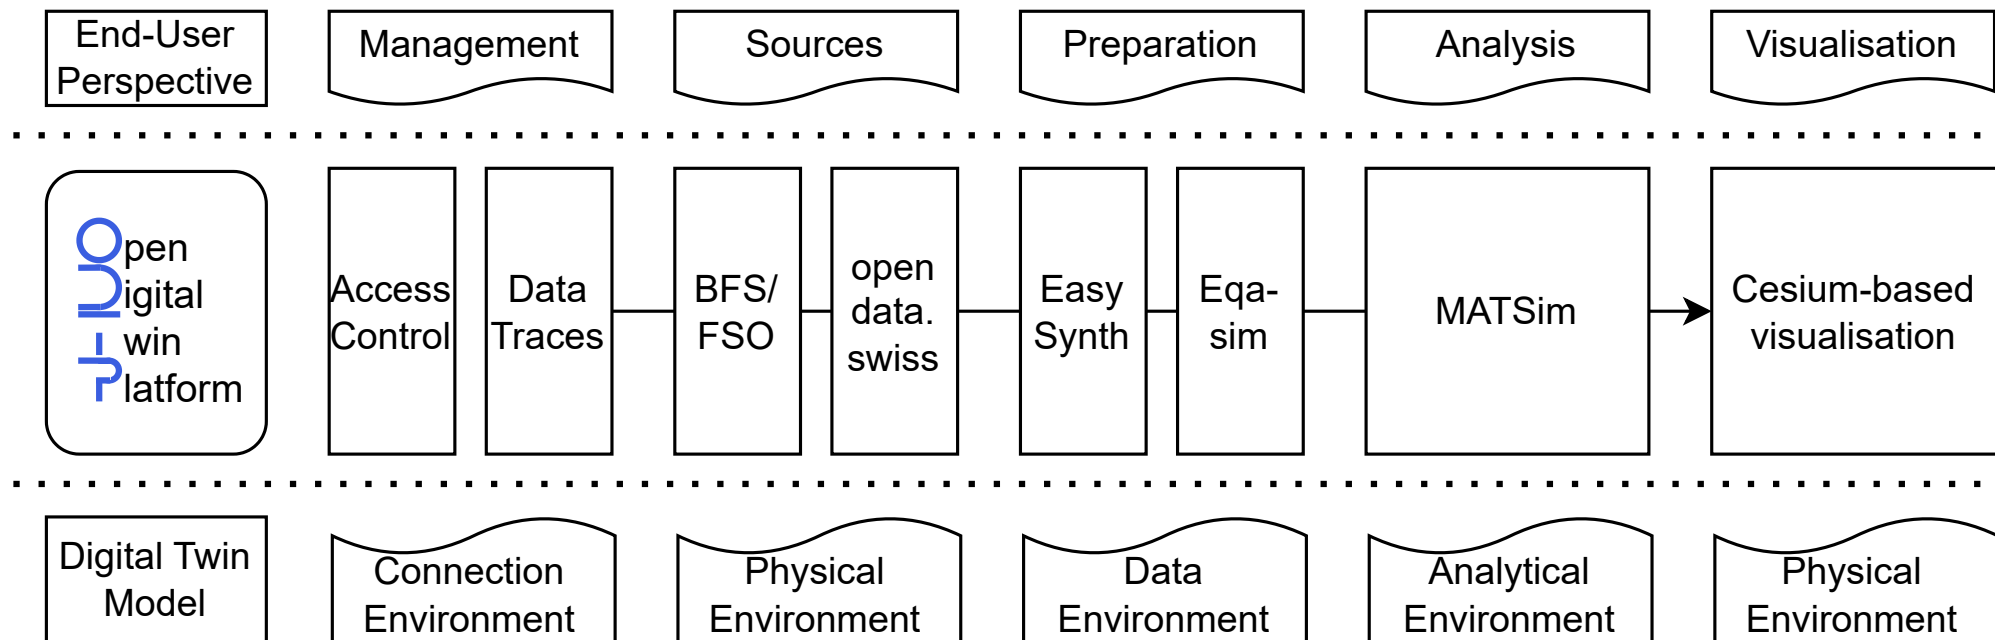 End-User
Perspective
Management
Sources
Preparation
Analysis
Visualisation
Open
Digital
Twin
Platform
Access
Control
Data
Traces
BFS/
FSO
open
data.
swiss
Easy
Synth
Eqa-
sim
MATSim
Cesium-based
visualisation
Digital Twin
Model
Connection
Environment
Physical
Environment
Data
Environment
Analytical
Environment
Physical
Environment